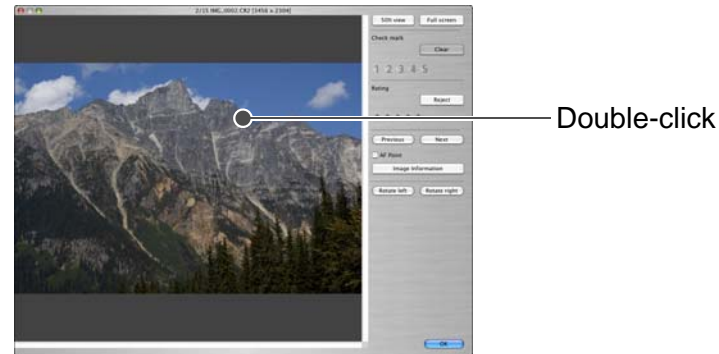 2/15 IMG_0002.CR2 [3456 x 2304]
50% view Full screen
Check mark
Clear
1 2 3 4 5
Rating
Reject
Previous Next
AF Point
Image Information
Rotate left Rotate right
OK
Double-click